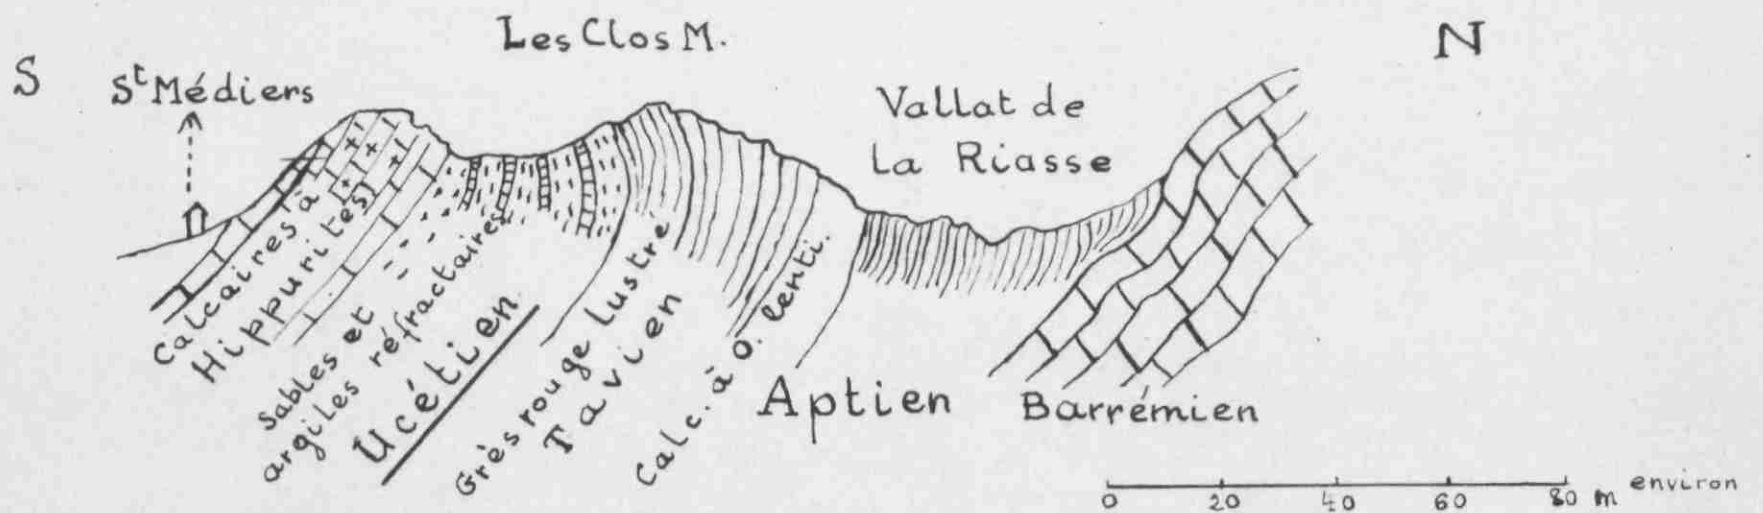 Les Clos M.
S
N
St Médiers
Vallat de
La Riasse
Calcaires à
Hippurites
Sables et
argiles réfractaires
Ucétien
Grès rouge lustré
Tavien
Calc. à O. lenti.
Aptien
Barrémien
0 20 40 60 80 m environ